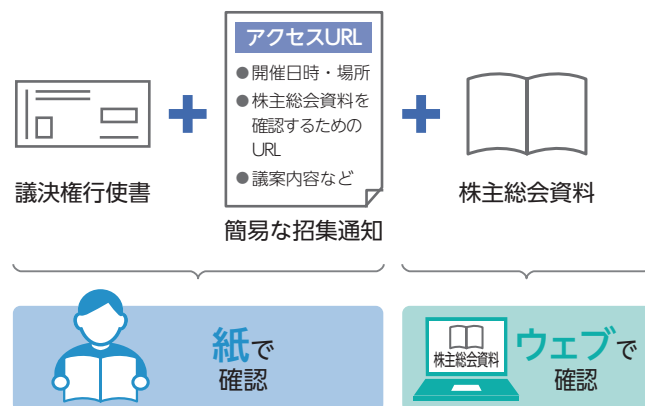 アクセスURL
●開催日時・場所
●株主総会資料を
確認するための
URL
●議案内容など
議決権行使書
簡易な招集通知
株主総会資料
紙で
確認
株主総会資料
ウェブで
確認